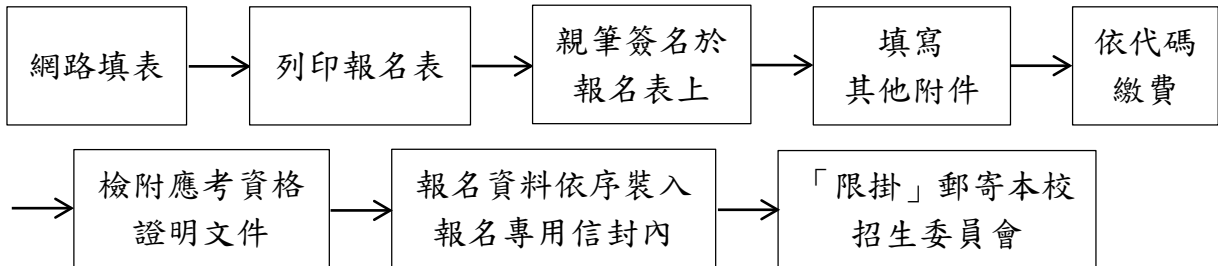 網路填表
列印報名表
親筆簽名於
報名表上
填寫
其他附件
依代碼
繳費
檢附應考資格
證明文件
報名資料依序裝入
報名專用信封內
「限掛」郵寄本校
招生委員會